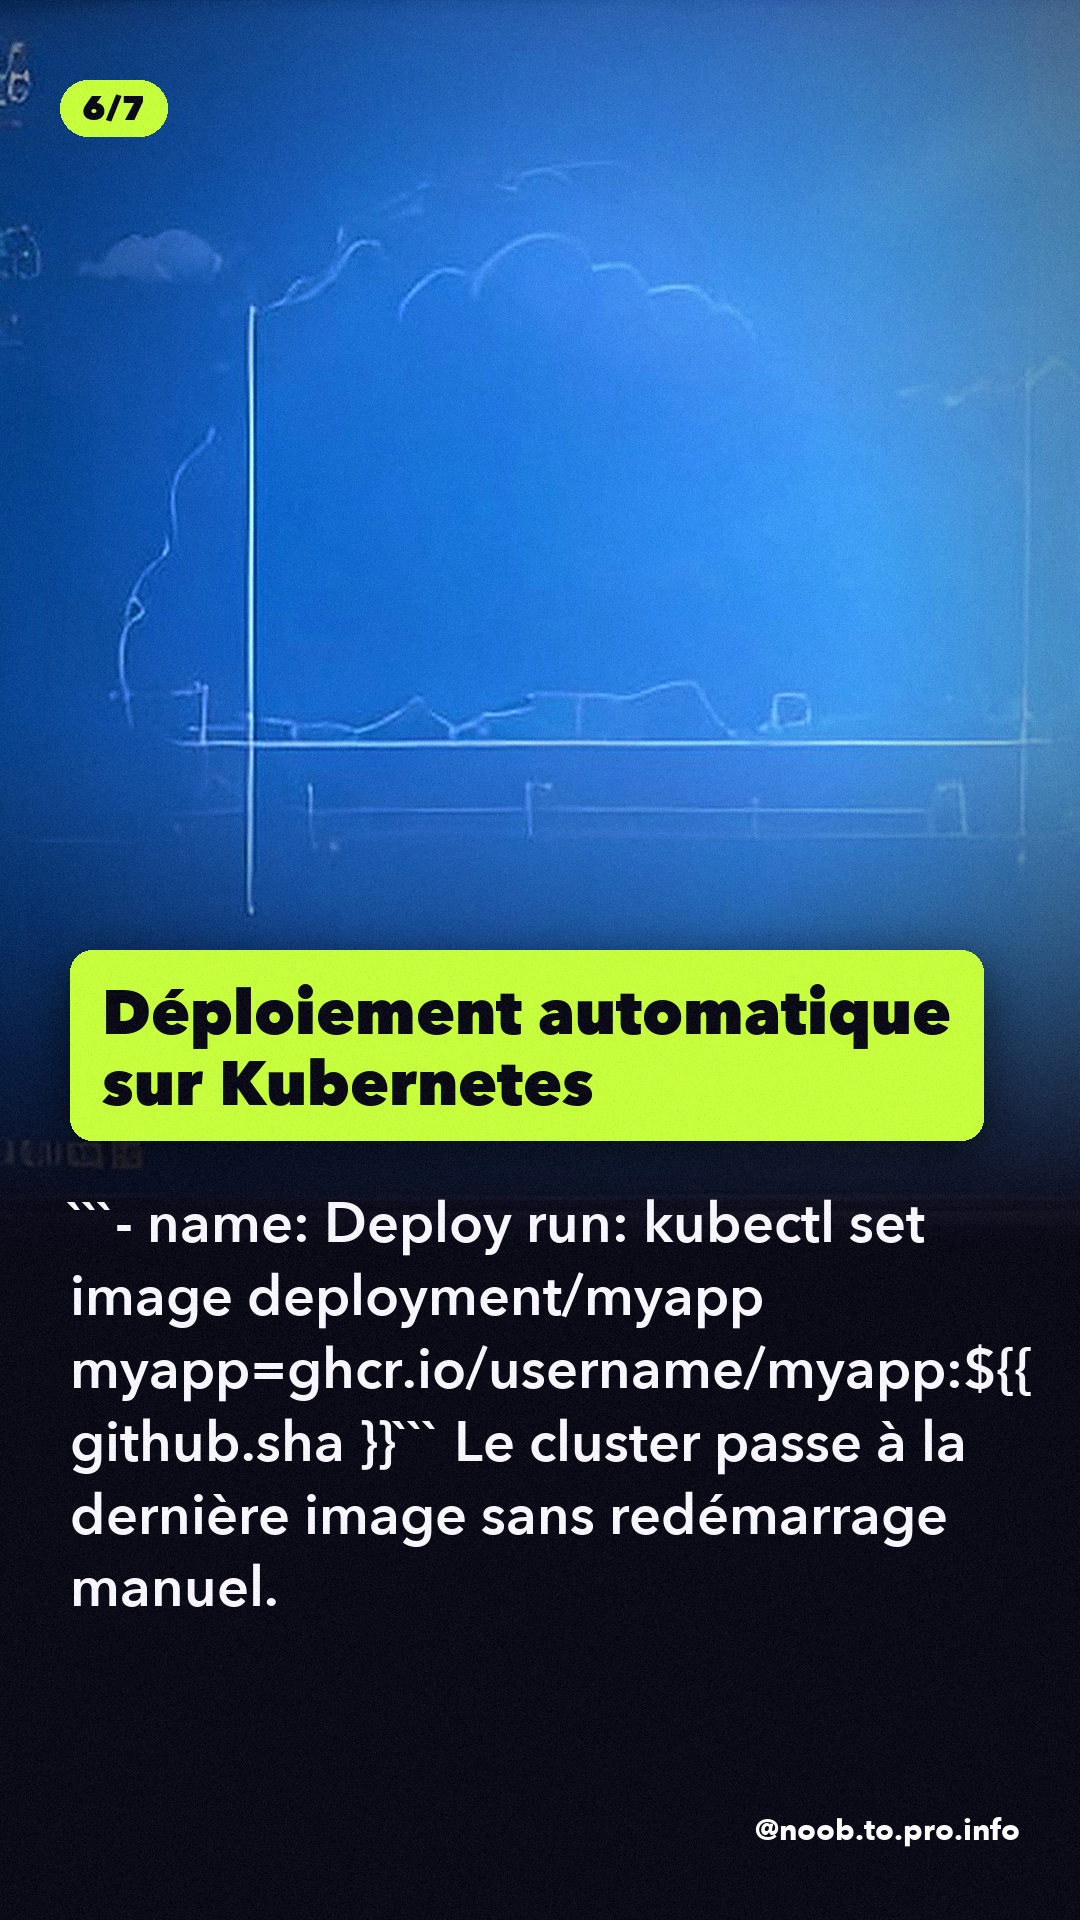 6/7
Déploiement automatique
sur Kubernetes
```- name: Deploy run: kubectl set
image deployment/myapp
myapp=ghcr.io/username/myapp:${{
github.sha }}``` Le cluster passe à la
dernière image sans redémarrage
manuel.
@noob.to.pro.info